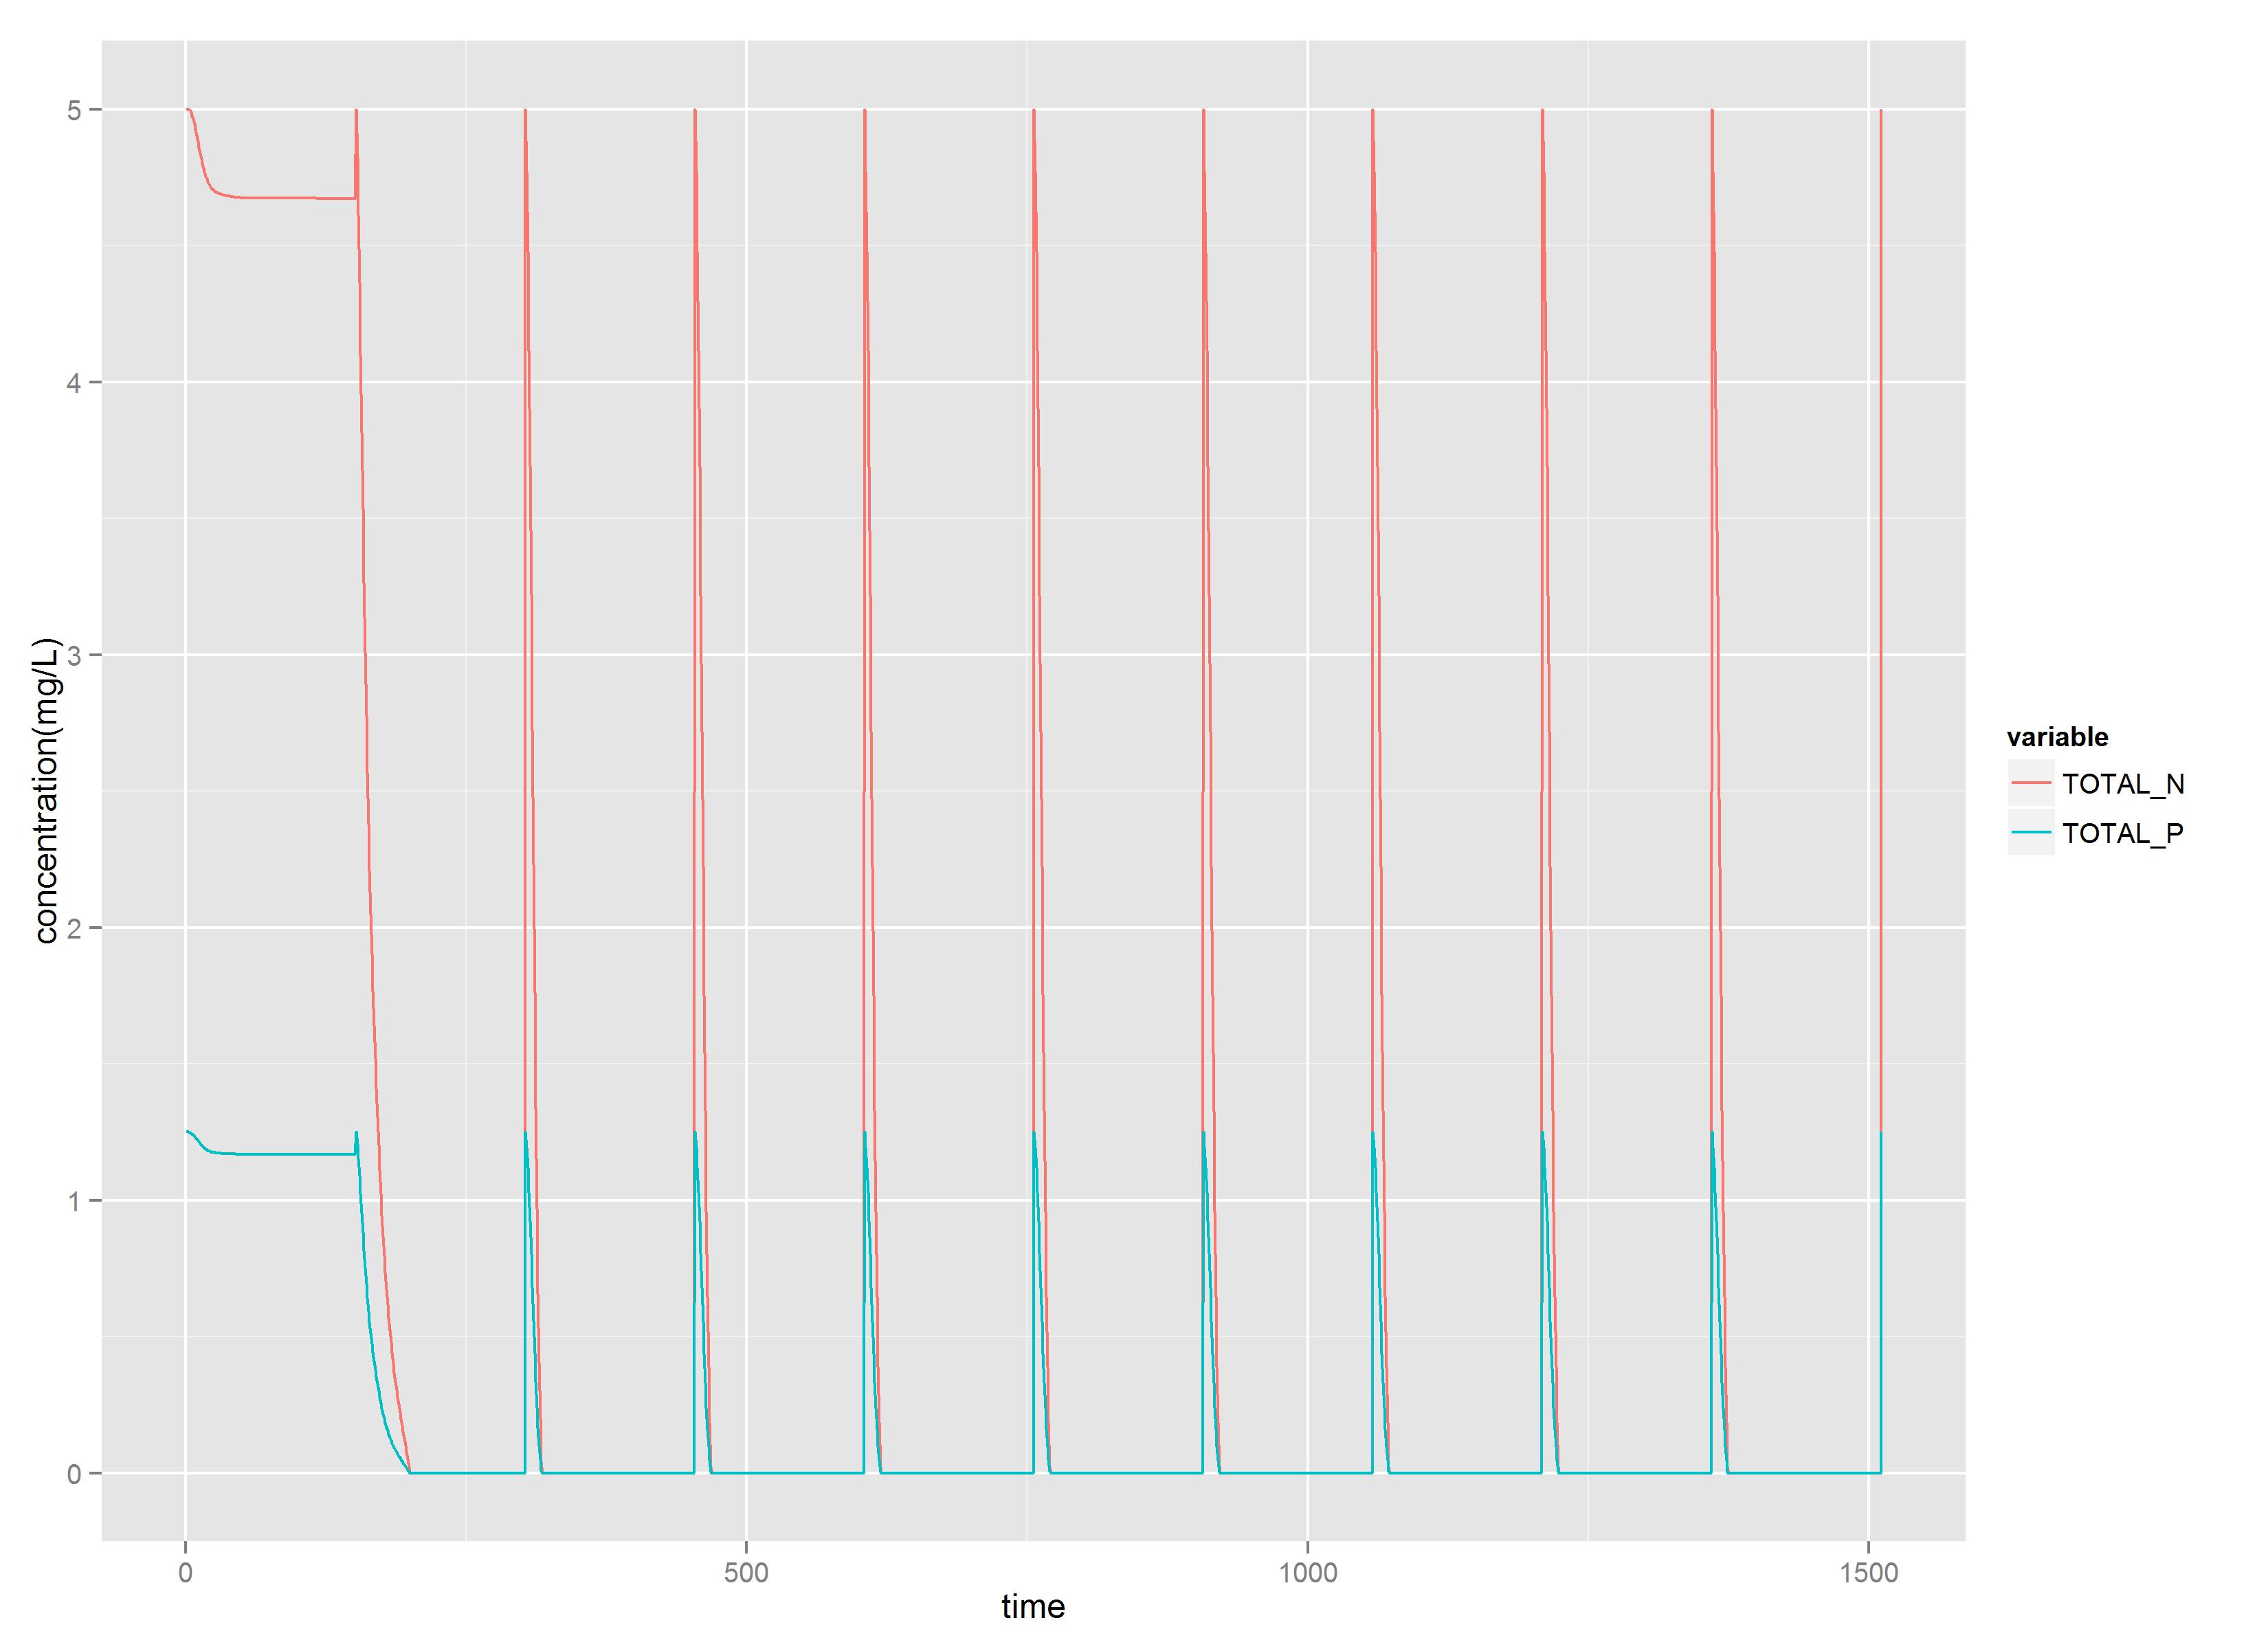 concentration(mg/L)
5
4
3
2
1
0
0 500 1000 1500
time
variable
TOTAL_N
TOTAL_P